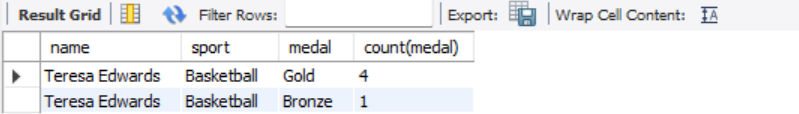 Result Grid Filter Rows: Export: Wrap Cell Content: IA
name sport medal count(medal)
Teresa Edwards Basketball Gold 4
Teresa Edwards Basketball Bronze 1